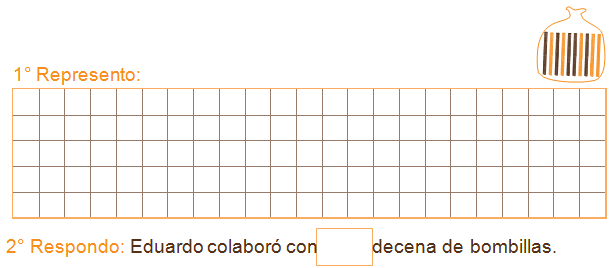 1° Represento:
2° Respondo: Eduardo colaboró con decena de bombillas.